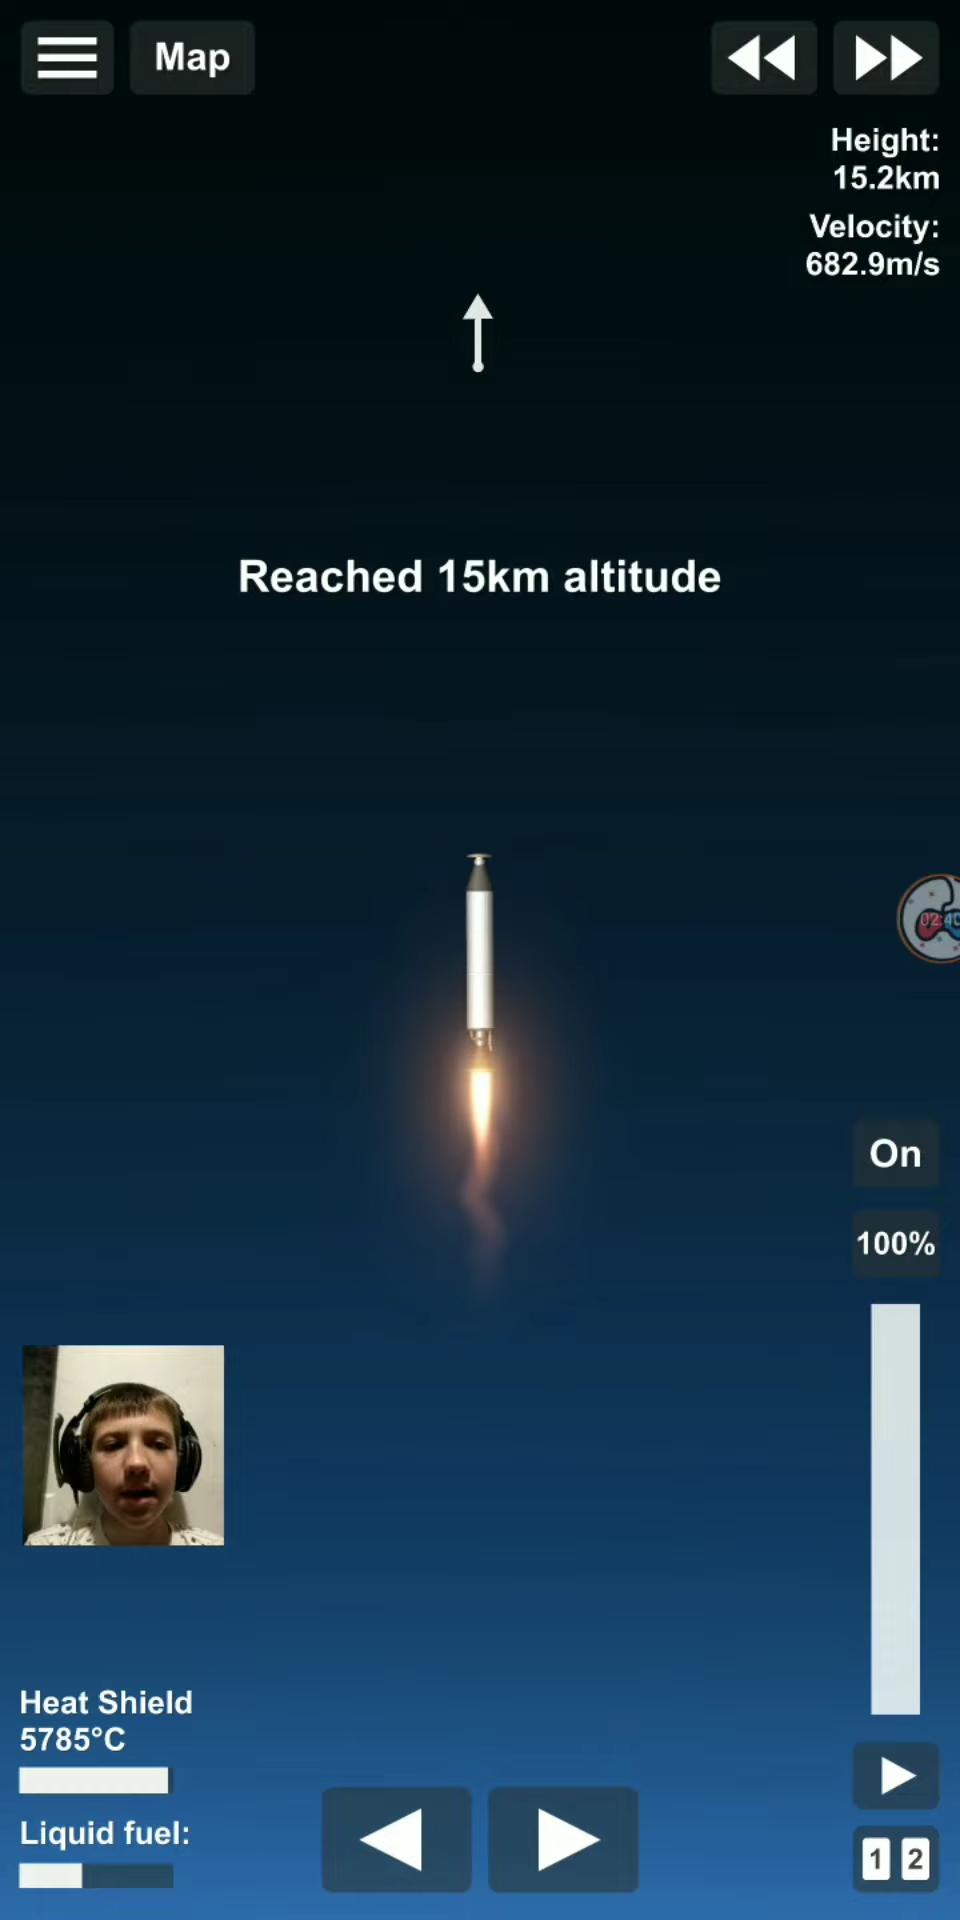 Map
Height:
15.2km
Velocity:
682.9m/s
Reached 15km altitude
On
100%
Heat Shield
5785°C
Liquid fuel:
1 2